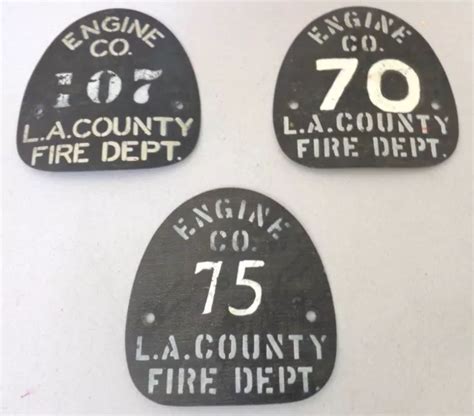 ENGINE
CO.
107
L.A.COUNTY
FIRE DEPT.
ENGINE
CO.
70
L.A.COUNTY
FIRE DEPT.
ENGINE
CO.
75
L.A.COUNTY
FIRE DEPT.